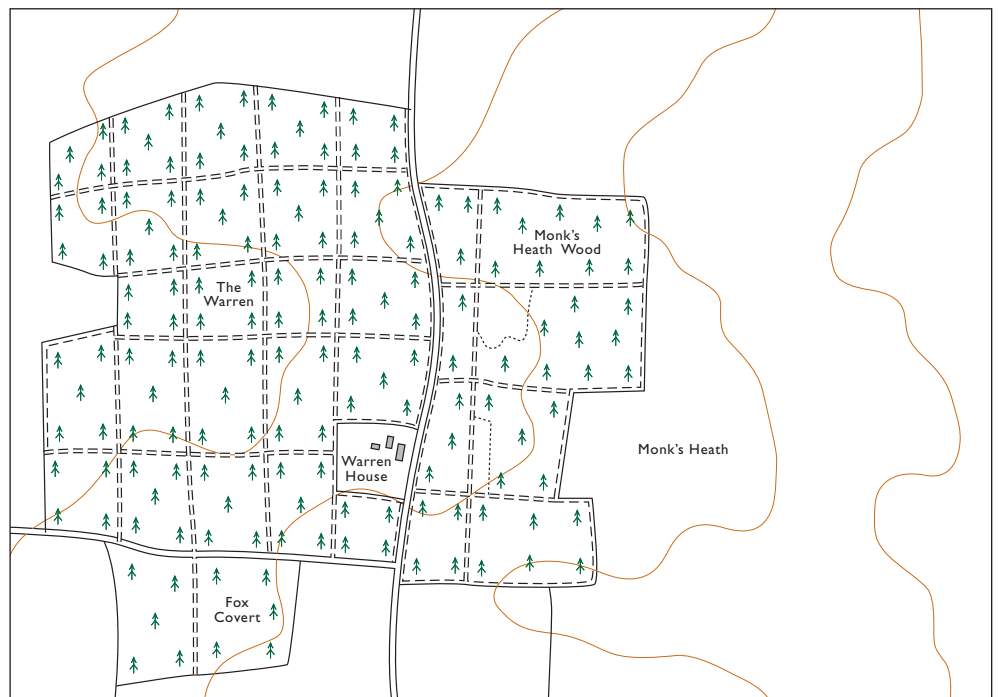 Monk's
Heath Wood
The
Warren
Monk's Heath
Warren
House
Fox
Covert